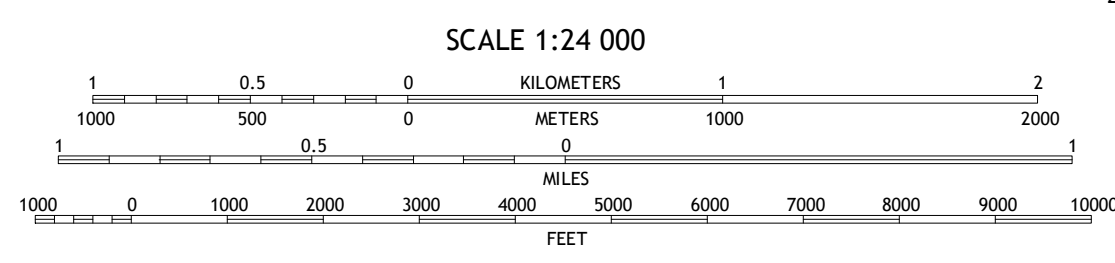 SCALE 1:24 000
1 0.5 0 KILOMETERS 1 2
1000 500 0 METERS 1000 2000
1 0.5 0 1
MILES
1000 0 1000 2000 3000 4000 5000 6000 7000 8000 9000 10000
FEET